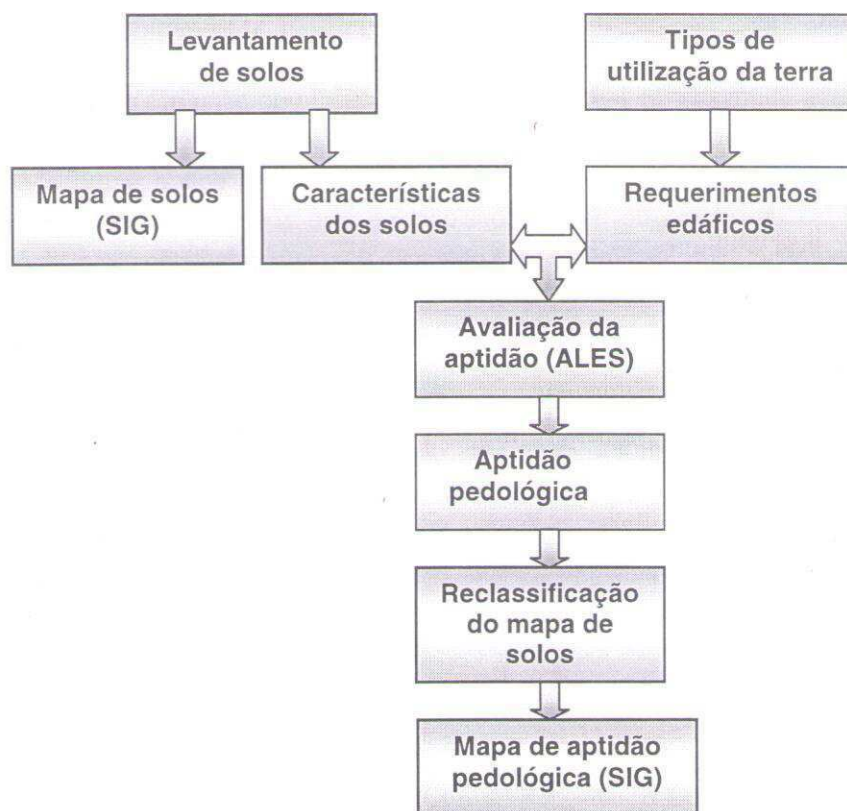 Levantamento
de solos
Tipos de
utilização da terra
Mapa de solos
(SIG)
Características
dos solos
Requerimentos
edáficos
Avaliação da
aptidão (ALES)
Aptidão
pedológica
Reclassificação
do mapa de
solos
Mapa de aptidão
pedológica (SIG)